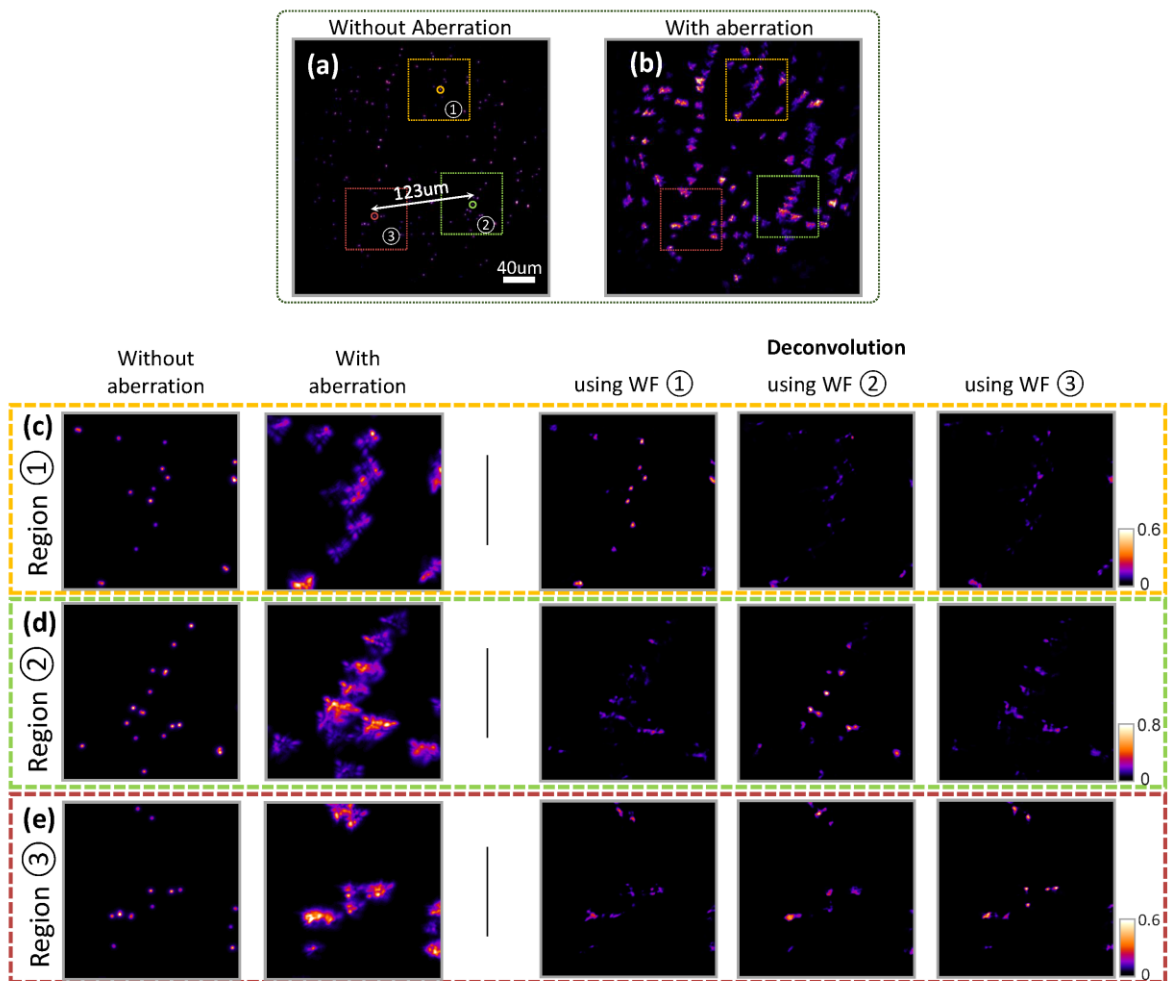 Without Aberration
With aberration
(a)
(b)
①
123um
②
③
40um
Without aberration
With aberration
Deconvolution
using WF ①
using WF ②
using WF ③
(c)
Region ①
0.6
0
(d)
Region ②
0.8
0
(e)
Region ③
0.6
0